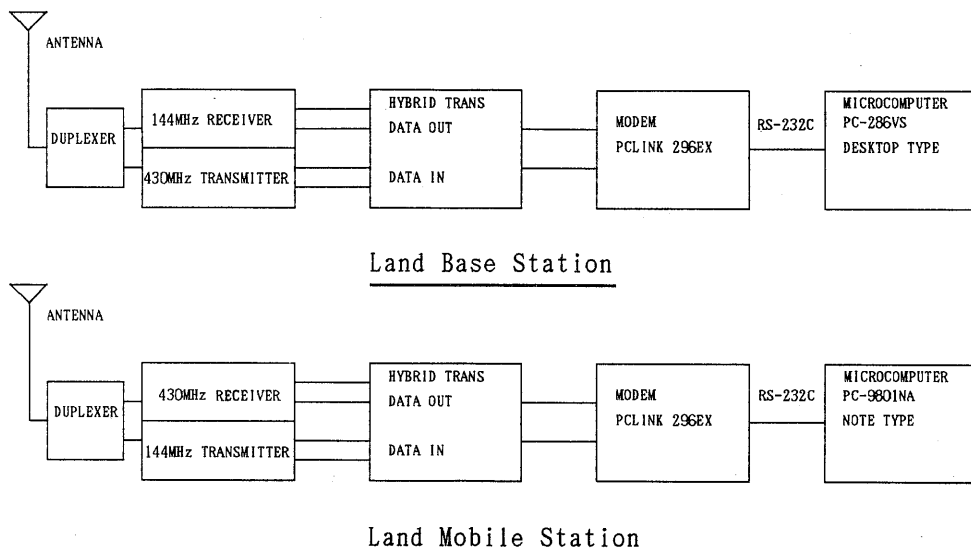 ANTENNA
DUPLEXER
144MHz RECEIVER
430MHz TRANSMITTER
HYBRID TRANS
DATA OUT
DATA IN
MODEM
PCLINK 296EX
RS-232C
MICROCOMPUTER
PC-286VS
DESKTOP TYPE
Land Base Station
ANTENNA
DUPLEXER
430MHz RECEIVER
144MHz TRANSMITTER
HYBRID TRANS
DATA OUT
DATA IN
MODEM
PCLINK 296EX
RS-232C
MICROCOMPUTER
PC-9801NA
NOTE TYPE
Land Mobile Station